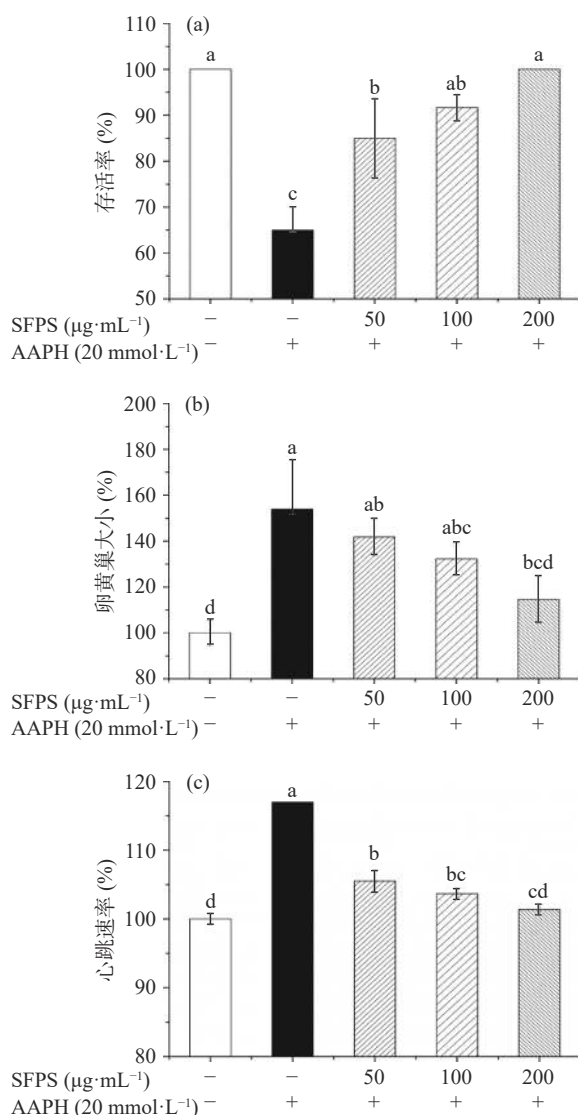 (a)
110
100
90
80
70
60
50
存活率 (%)
a
c
b
ab
a
SFPS (μg·mL⁻¹) − − 50 100 200
AAPH (20 mmol·L⁻¹) − + + + +
(b)
200
180
160
140
120
100
80
卵黄巢大小 (%)
d
a
ab
abc
bcd
SFPS (μg·mL⁻¹) − − 50 100 200
AAPH (20 mmol·L⁻¹) − + + + +
(c)
120
110
100
90
80
心跳速率 (%)
d
a
b
bc
cd
SFPS (μg·mL⁻¹) − − 50 100 200
AAPH (20 mmol·L⁻¹) − + + + +